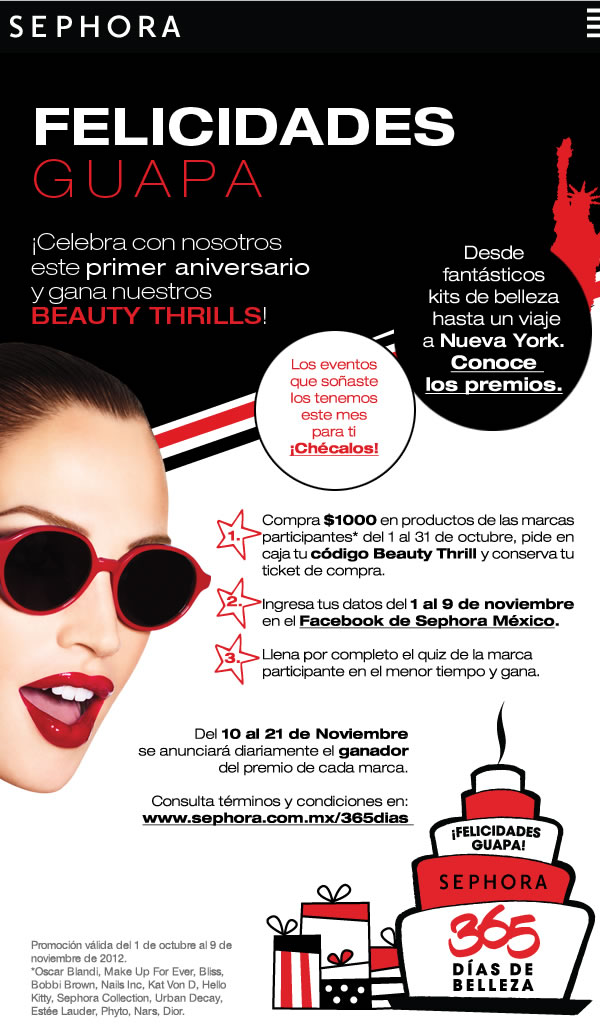 SEPHORA
FELICIDADES
GUAPA
¡Celebra con nosotros
este primer aniversario
y gana nuestros
BEAUTY THRILLS!
Desde
fantásticos
kits de belleza
hasta un viaje
a Nueva York.
Conoce
los premios.
Los eventos
que soñaste
los tenemos
este mes
para ti
¡Chécalos!
1. Compra $1000 en productos de las marcas
participantes* del 1 al 31 de octubre, pide en
caja tu código Beauty Thrill y conserva tu
ticket de compra.
2. Ingresa tus datos del 1 al 9 de noviembre
en el Facebook de Sephora México.
3. Llena por completo el quiz de la marca
participante en el menor tiempo y gana.
Del 10 al 21 de Noviembre
se anunciará diariamente el ganador
del premio de cada marca.
Consulta términos y condiciones en:
www.sephora.com.mx/365dias
¡FELICIDADES
GUAPA!
SEPHORA
365
DÍAS DE
BELLEZA
Promoción válida del 1 de octubre al 9 de
noviembre de 2012.
*Oscar Blandi, Make Up For Ever, Bliss,
Bobbi Brown, Nails Inc, Kat Von D, Hello
Kitty, Sephora Collection, Urban Decay,
Estée Lauder, Phyto, Nars, Dior.